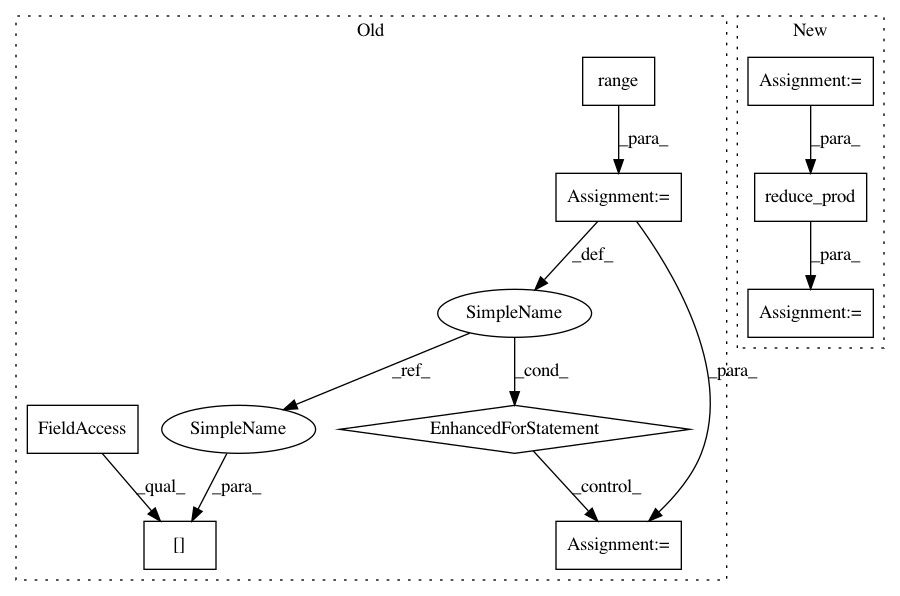 Old
New
range
Assignment:=
_para_
_para_
Assignment:=
reduce_prod
_def_
_para_
SimpleName
Assignment:=
_ref_
_cond_
_para_
FieldAccess
SimpleName
EnhancedForStatement
_qual_
_para_
_control_
[]
Assignment:=